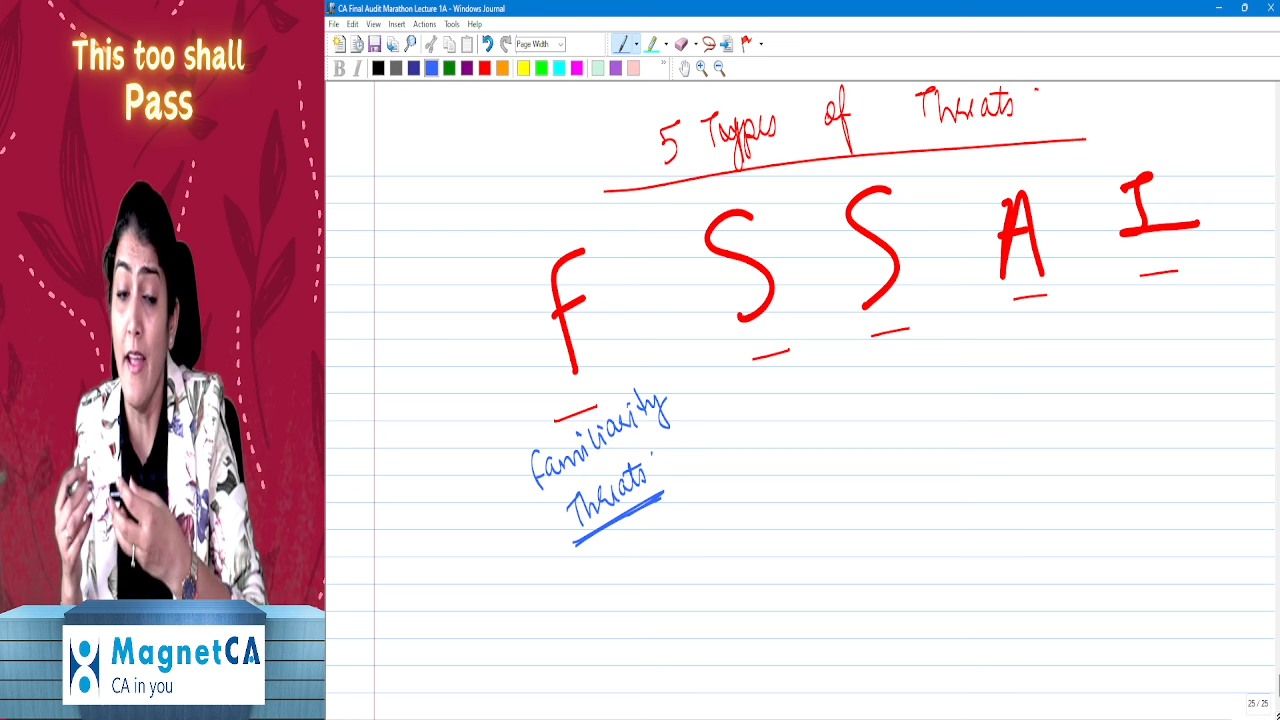 This too shall
Pass
MagnetCA
CA in you
CA Final Audit Marathon Lecture 1A - Windows Journal
File Edit View Insert Actions Tools Help
Page Width
B I
5 Types of Threats
F S S A I
Familiarity
Threats
25 / 25